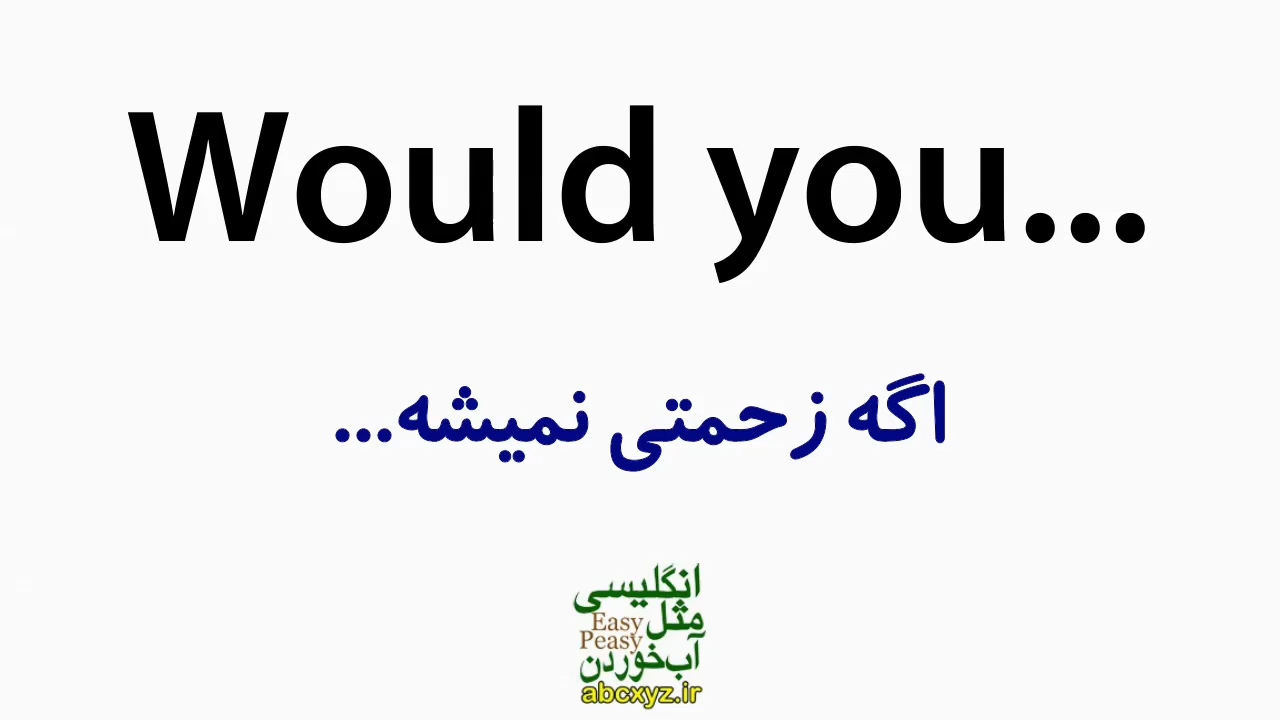 Would you...
اگه زحمتی نمیشه...
انگلیسی
مثل Easy
Peasy
آب‌خوردن
abcxyz.ir